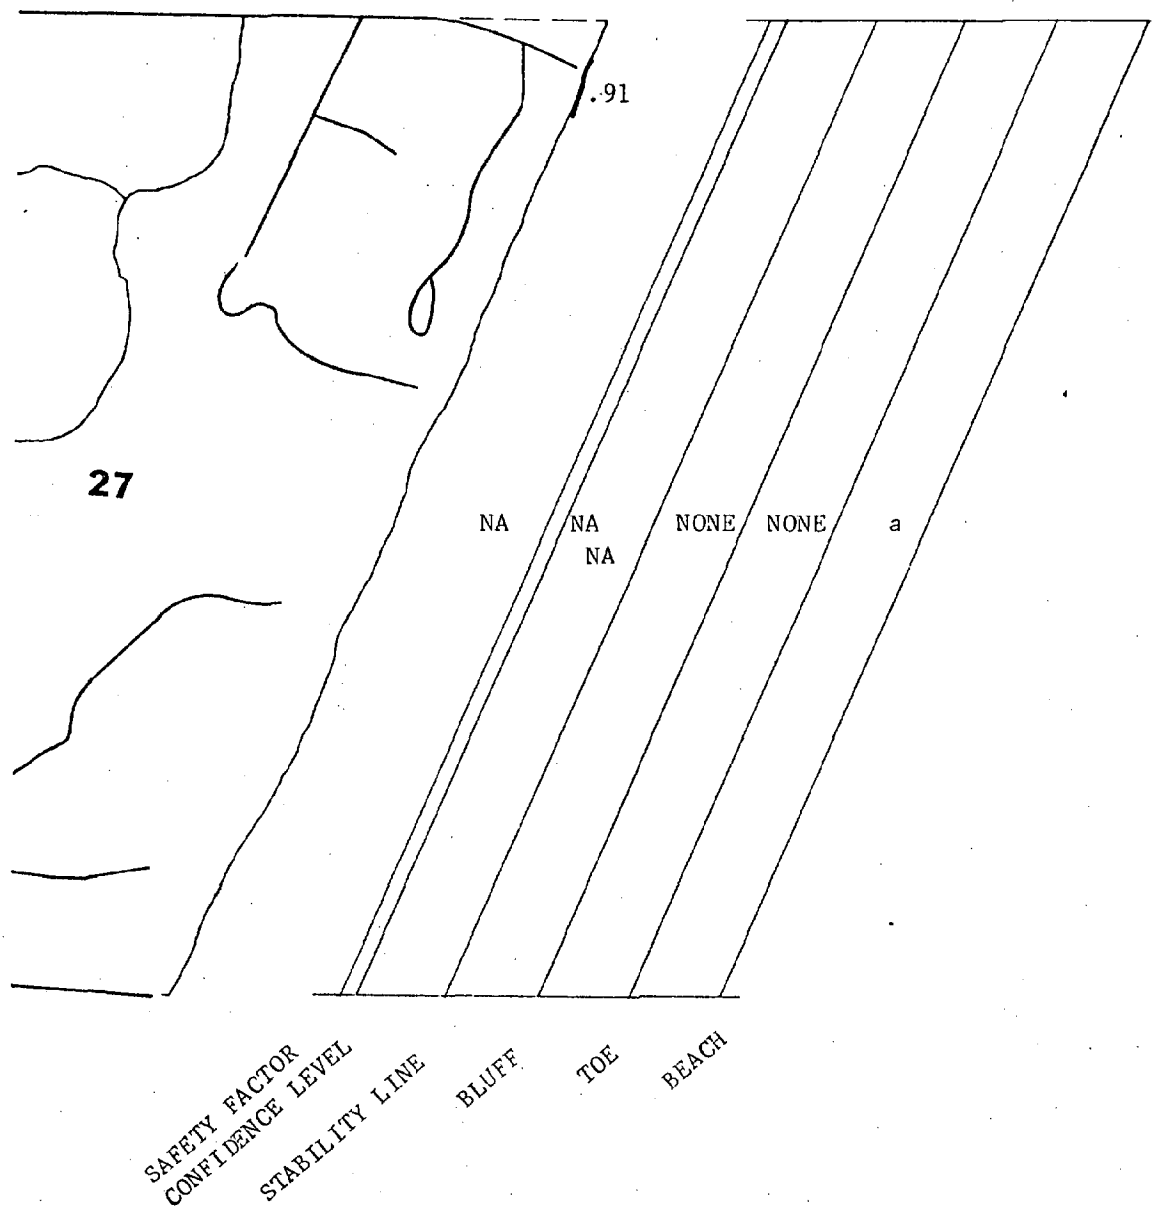 .91
27
NA NA NONE NONE a
NA
SAFETY FACTOR
CONFIDENCE LEVEL
STABILITY LINE
BLUFF
TOE
BEACH